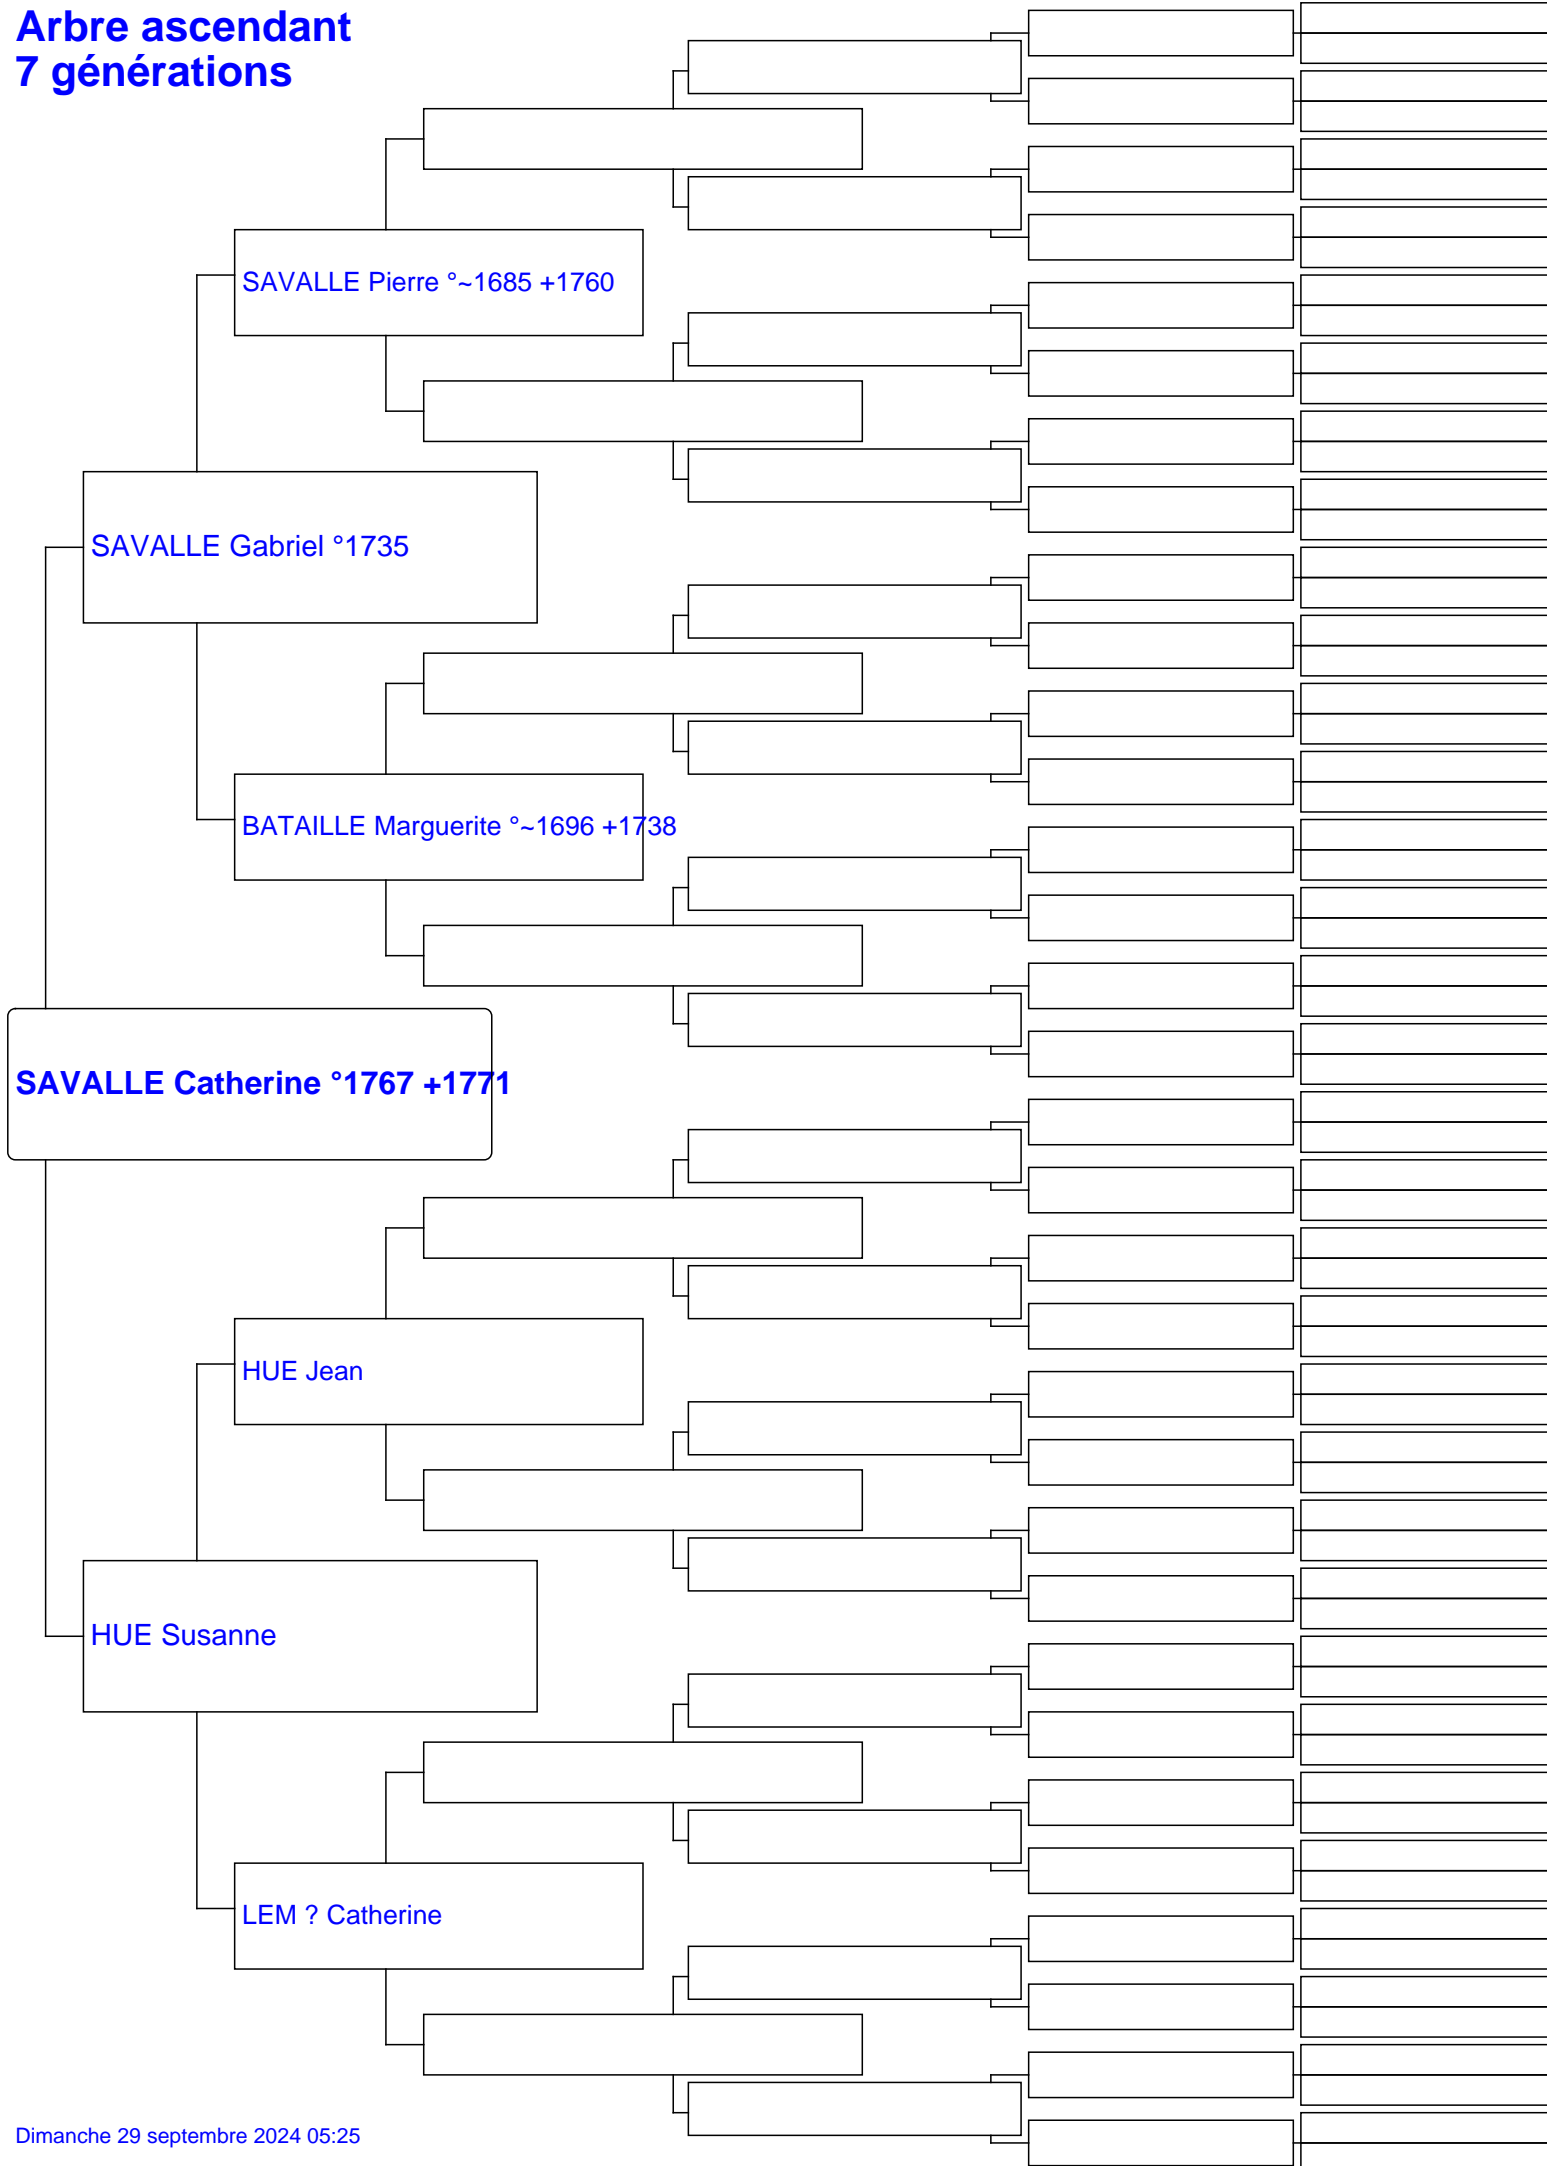 Arbre ascendant
7 générations
SAVALLE Pierre °~1685 +1760
SAVALLE Gabriel °1735
BATAILLE Marguerite °~1696 +1738
SAVALLE Catherine °1767 +1771
HUE Jean
HUE Susanne
LEM ? Catherine
Dimanche 29 septembre 2024 05:25